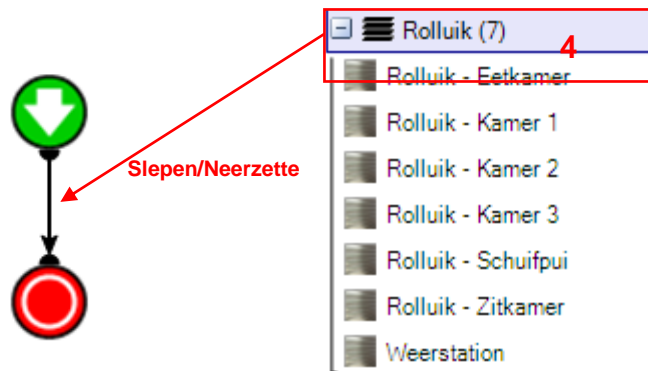 Rolluik (7)
4
Rolluik - Eetkamer
Rolluik - Kamer 1
Slepen/Neerzette
Rolluik - Kamer 2
Rolluik - Kamer 3
Rolluik - Schuifpui
Rolluik - Zitkamer
Weerstation